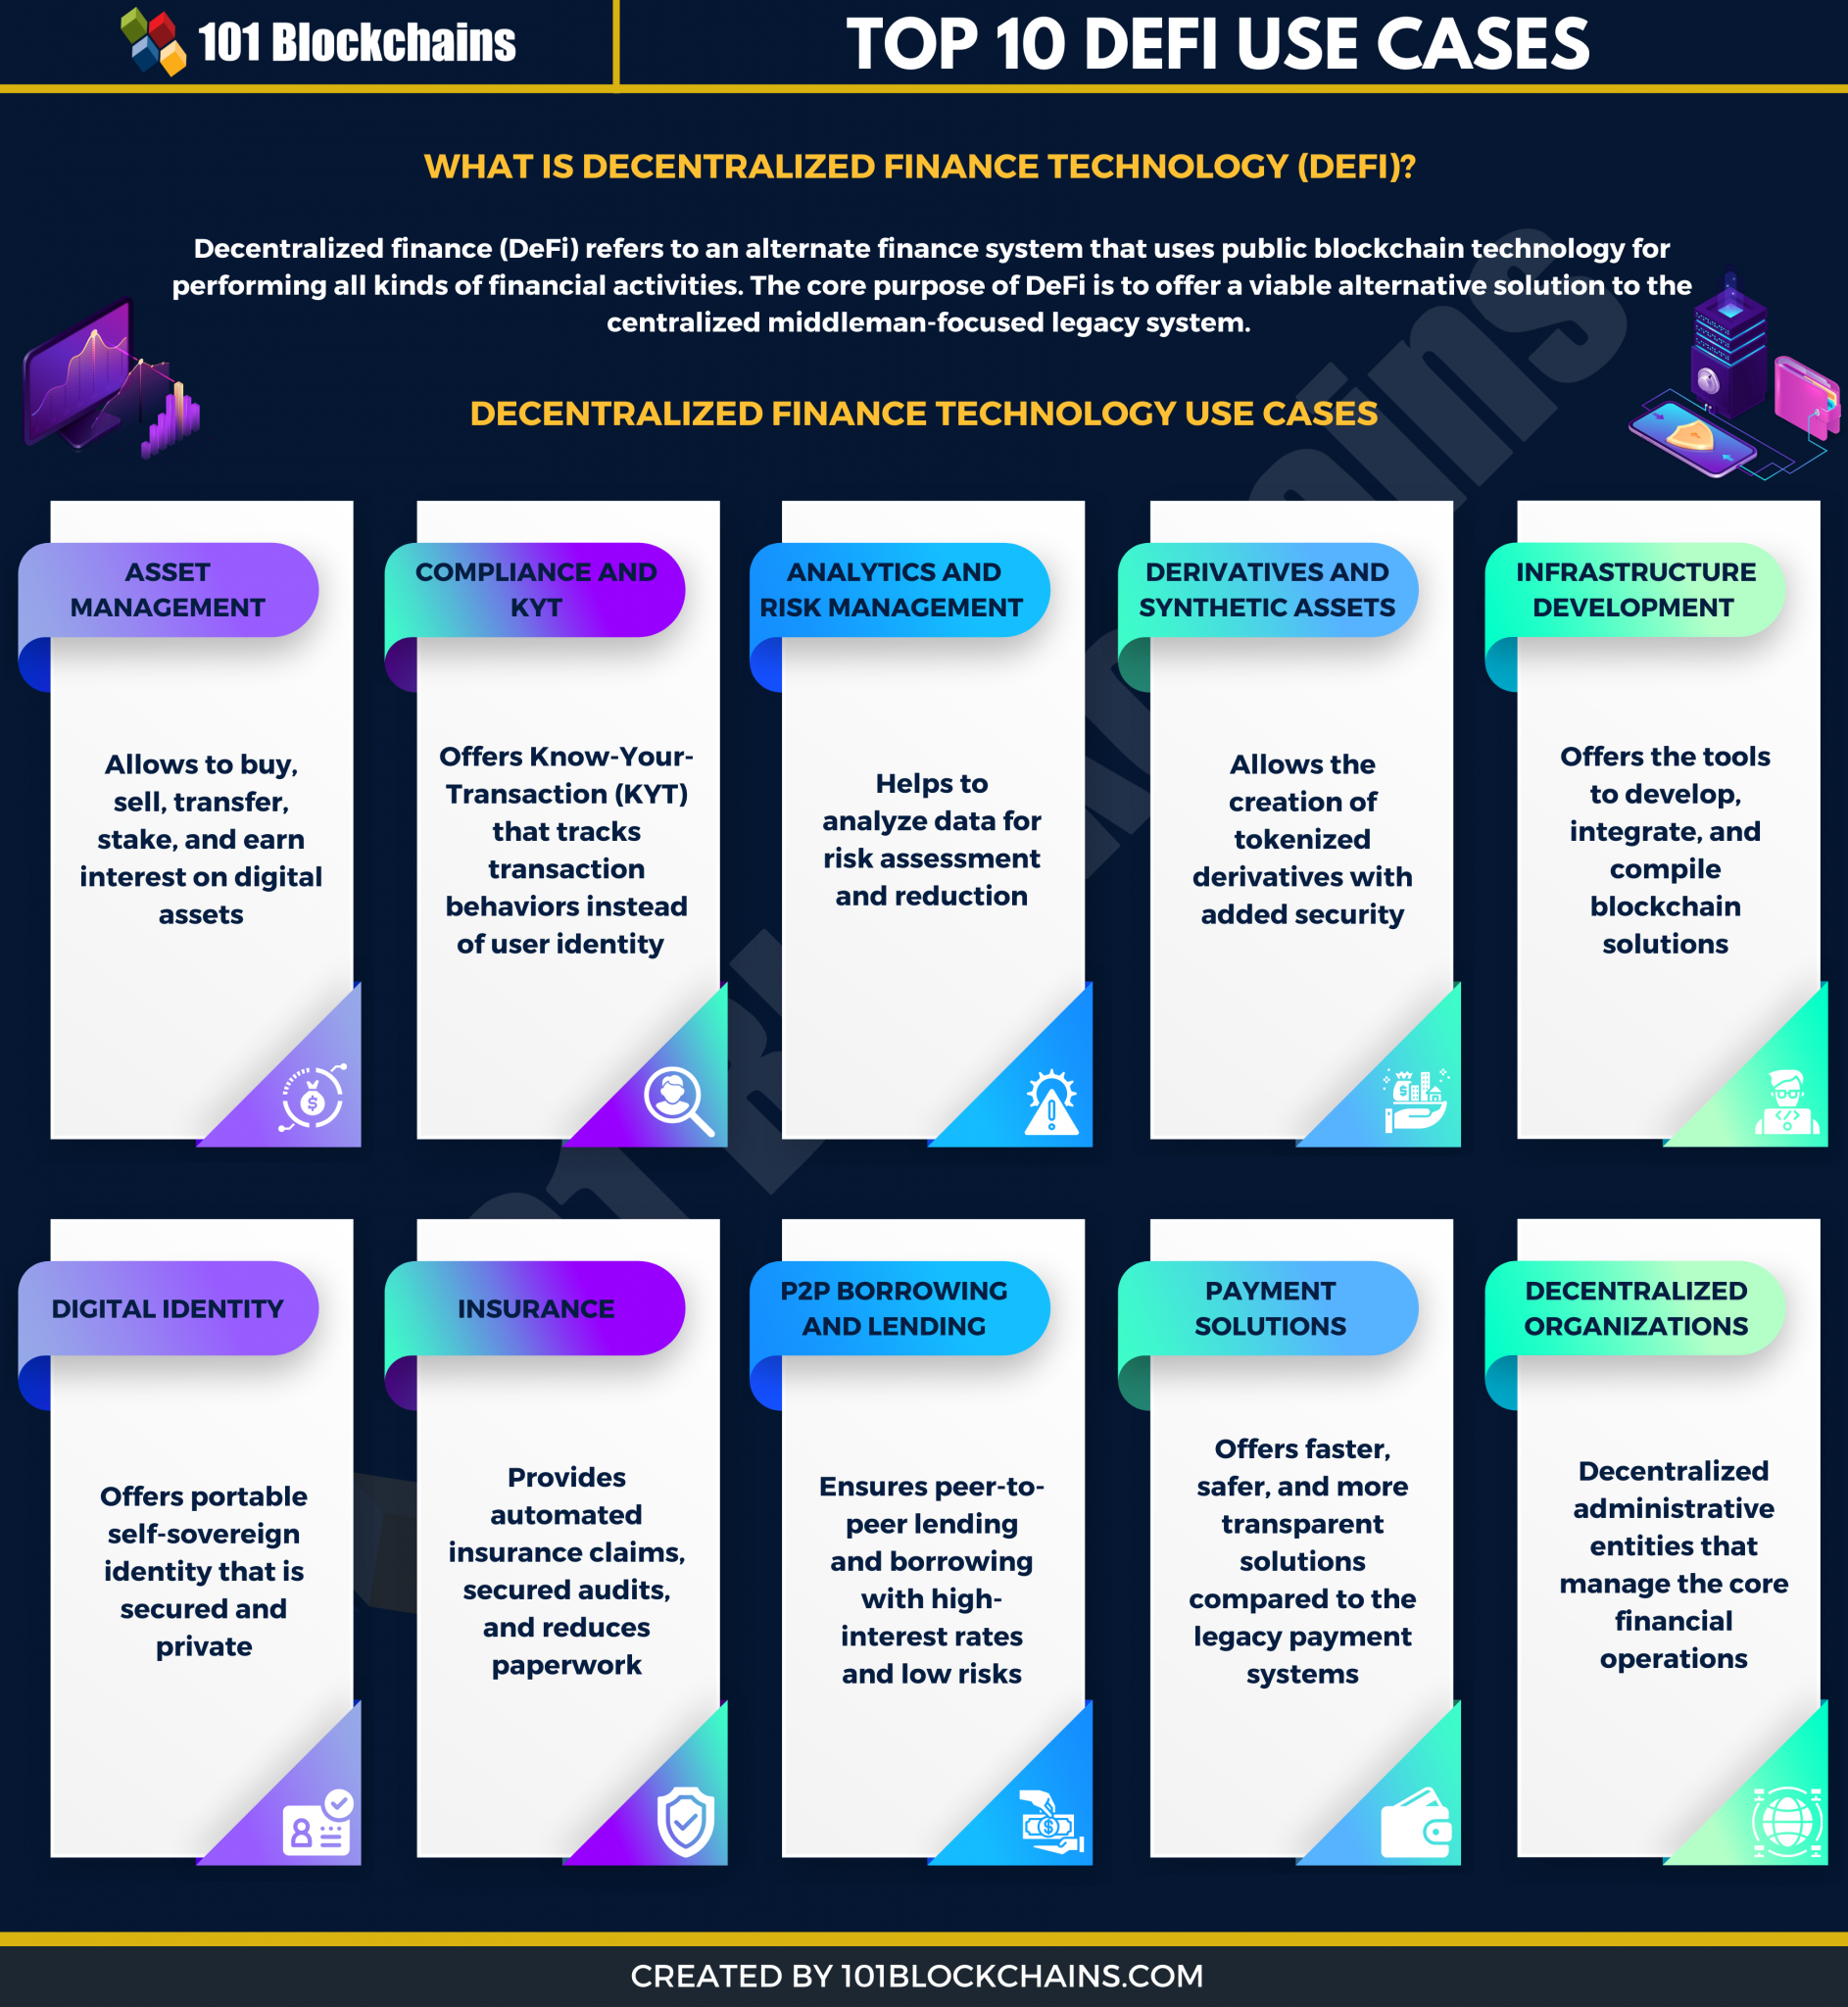 101 Blockchains
TOP 10 DEFI USE CASES
WHAT IS DECENTRALIZED FINANCE TECHNOLOGY (DEFI)?
Decentralized finance (DeFi) refers to an alternate finance system that uses public blockchain technology for
performing all kinds of financial activities. The core purpose of DeFi is to offer a viable alternative solution to the
centralized middleman-focused legacy system.
DECENTRALIZED FINANCE TECHNOLOGY USE CASES
ASSET
MANAGEMENT
Allows to buy,
sell, transfer,
stake, and earn
interest on digital
assets
COMPLIANCE AND
KYT
Offers Know-Your-
Transaction (KYT)
that tracks
transaction
behaviors instead
of user identity
ANALYTICS AND
RISK MANAGEMENT
Helps to
analyze data for
risk assessment
and reduction
DERIVATIVES AND
SYNTHETIC ASSETS
Allows the
creation of
tokenized
derivatives with
added security
INFRASTRUCTURE
DEVELOPMENT
Offers the tools
to develop,
integrate, and
compile
blockchain
solutions
DIGITAL IDENTITY
Offers portable
self-sovereign
identity that is
secured and
private
INSURANCE
Provides
automated
insurance claims,
secured audits,
and reduces
paperwork
P2P BORROWING
AND LENDING
Ensures peer-to-
peer lending
and borrowing
with high-
interest rates
and low risks
PAYMENT
SOLUTIONS
Offers faster,
safer, and more
transparent
solutions
compared to the
legacy payment
systems
DECENTRALIZED
ORGANIZATIONS
Decentralized
administrative
entities that
manage the core
financial
operations
CREATED BY 101BLOCKCHAINS.COM